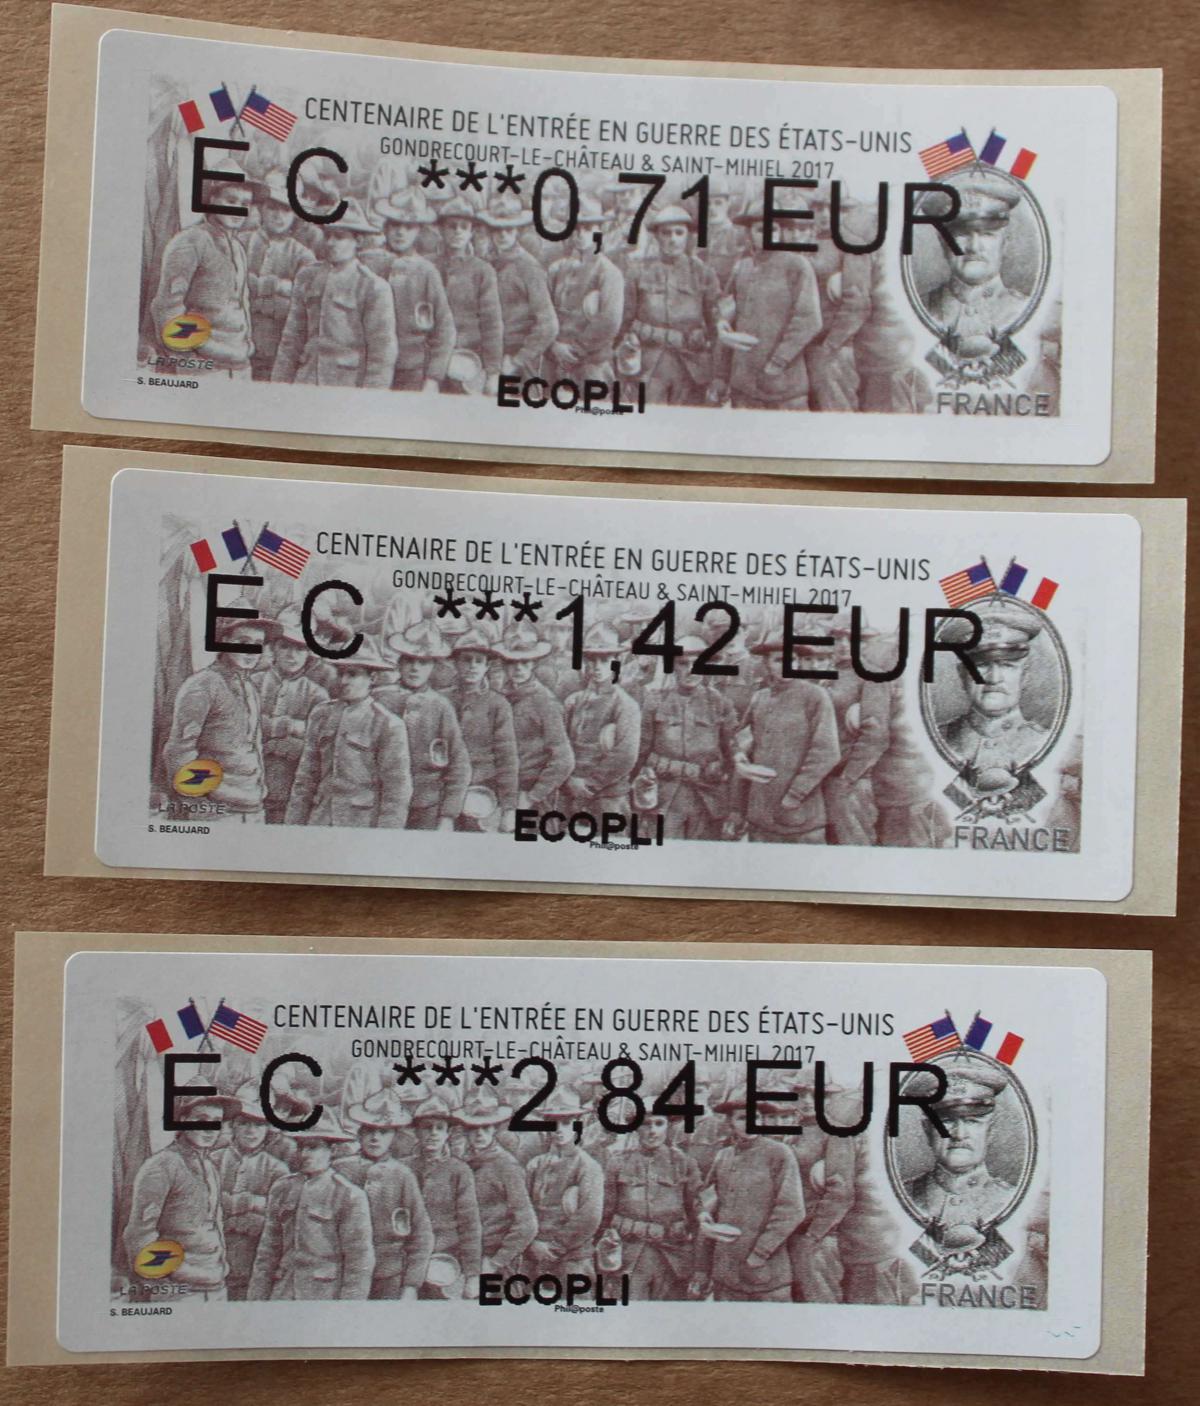 CENTENAIRE DE L'ENTRÉE EN GUERRE DES ÉTATS-UNIS
GONDRECOURT-LE-CHÂTEAU & SAINT-MIHIEL 2017
E C ***0,71 EUR
LA POSTE
S. BEAUJARD
ECOPLI
Phil@poste
FRANCE
CENTENAIRE DE L'ENTRÉE EN GUERRE DES ÉTATS-UNIS
GONDRECOURT-LE-CHÂTEAU & SAINT-MIHIEL 2017
E C ***1,42 EUR
LA POSTE
S. BEAUJARD
ECOPLI
Phil@poste
FRANCE
CENTENAIRE DE L'ENTRÉE EN GUERRE DES ÉTATS-UNIS
GONDRECOURT-LE-CHÂTEAU & SAINT-MIHIEL 2017
E C ***2,84 EUR
LA POSTE
S. BEAUJARD
ECOPLI
Phil@poste
FRANCE